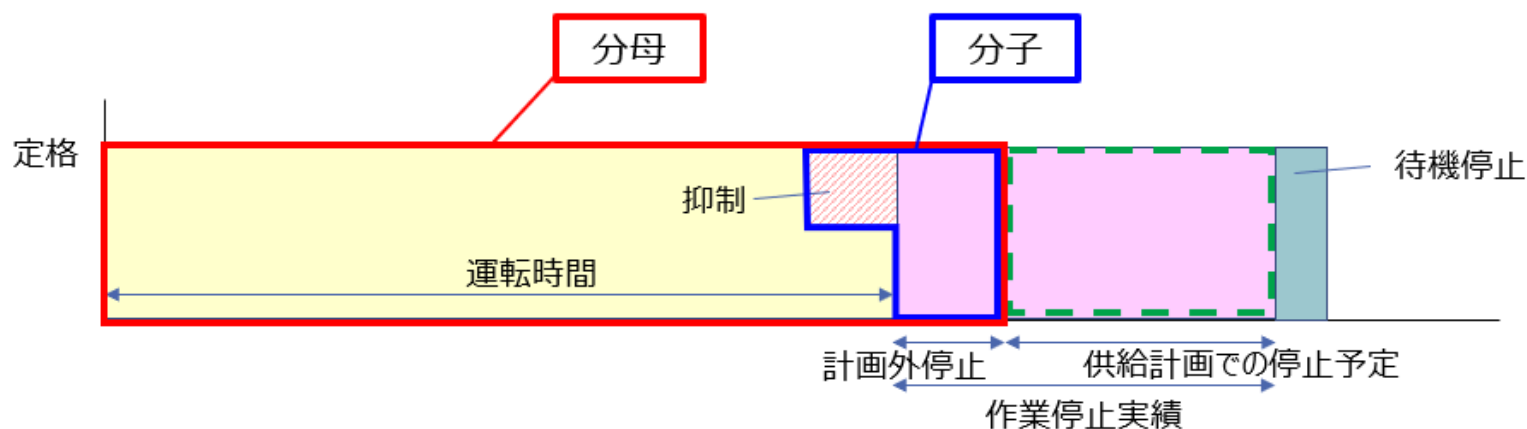 分母
分子
定格
待機停止
抑制
運転時間
計画外停止
供給計画での停止予定
作業停止実績